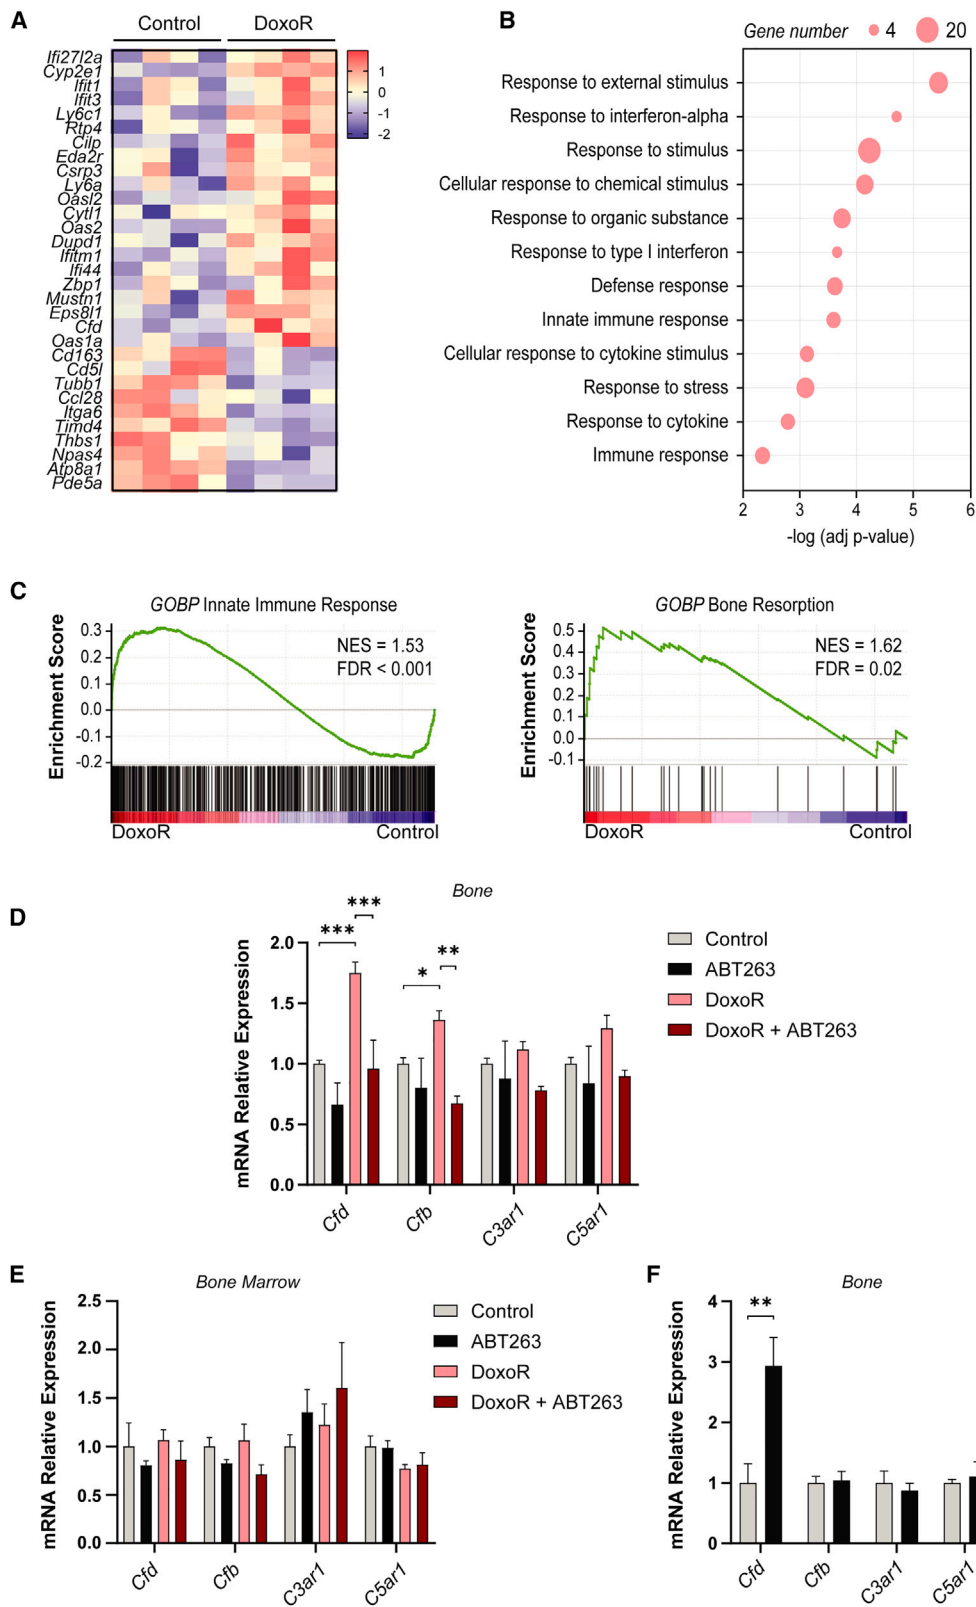 A
Control DoxoR
Ifi27l2a
Cyp2e1
Ifit1
Ifit3
Ly6c1
Rtp4
Cilp
Eda2r
Csrp3
Ly6a
Oasl2
Cytl1
Oas2
Dupd1
Ifitm1
Ifi44
Zbp1
Mustn1
Eps8l1
Cfd
Oas1a
Cd163
Cd5l
Tubb1
Ccl28
Itga6
Timd4
Thbs1
Npas4
Atp8a1
Pde5a
1
0
-1
-2
B
Gene number 4 20
Response to external stimulus
Response to interferon-alpha
Response to stimulus
Cellular response to chemical stimulus
Response to organic substance
Response to type I interferon
Defense response
Innate immune response
Cellular response to cytokine stimulus
Response to stress
Response to cytokine
Immune response
2 3 4 5 6
-log (adj p-value)
C
GOBP Innate Immune Response
Enrichment Score
0.3
0.2
0.1
0.0
-0.1
-0.2
NES = 1.53
FDR < 0.001
DoxoR Control
GOBP Bone Resorption
Enrichment Score
0.5
0.4
0.3
0.2
0.1
0.0
-0.1
NES = 1.62
FDR = 0.02
DoxoR Control
D
Bone
mRNA Relative Expression
2.0
1.5
1.0
0.5
0.0
*** ***
* **
Cfd Cfb C3ar1 C5ar1
Control
ABT263
DoxoR
DoxoR + ABT263
E
Bone Marrow
mRNA Relative Expression
2.5
2.0
1.5
1.0
0.5
0.0
Cfd Cfb C3ar1 C5ar1
Control
ABT263
DoxoR
DoxoR + ABT263
F
Bone
mRNA Relative Expression
4
3
2
1
0
**
Cfd Cfb C3ar1 C5ar1